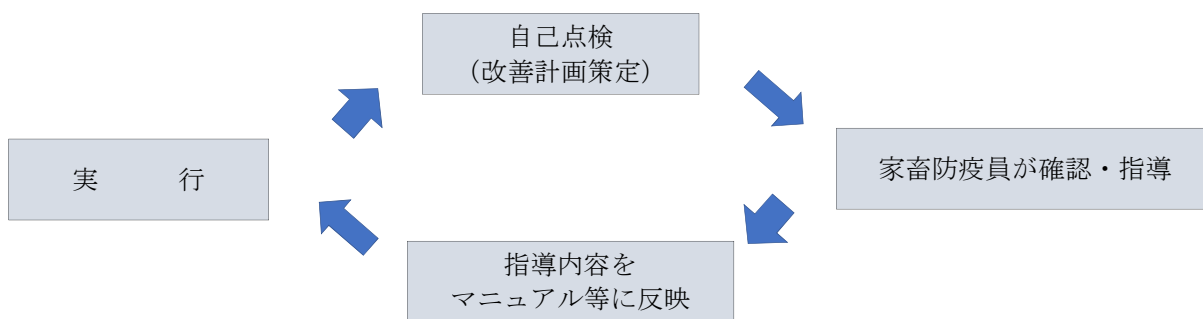 自己点検
（改善計画策定）
家畜防疫員が確認・指導
指導内容を
マニュアル等に反映
実　　行